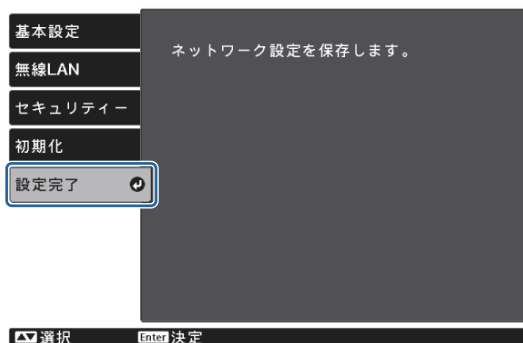 基本設定
ネットワーク設定を保存します。
無線LAN
セキュリティー
初期化
設定完了
選択 Enter 決定